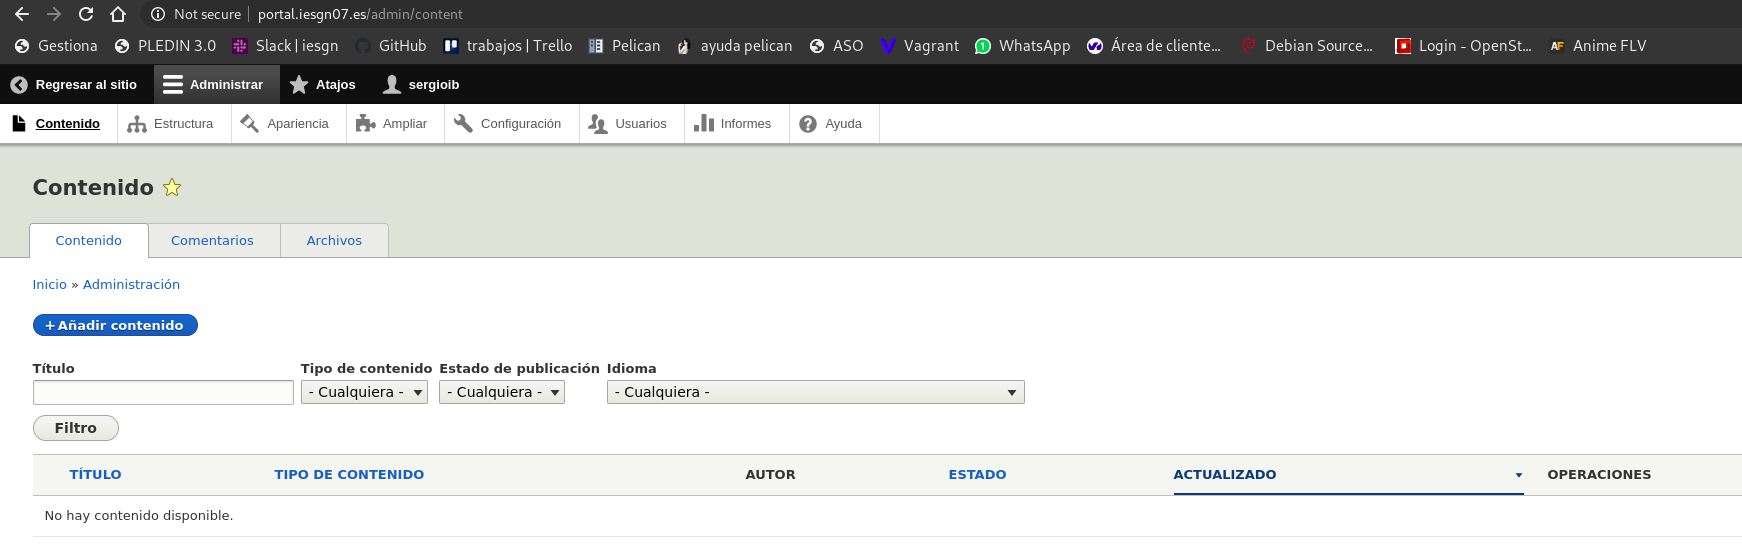 Not secure | portal.iesgn07.es/admin/content
Gestiona PLEDIN 3.0 Slack | iesgn GitHub trabajos | Trello Pelican ayuda pelican ASO Vagrant WhatsApp Área de cliente... Debian Source... Login - OpenSt... Anime FLV
Regresar al sitio Administrar Atajos sergioib
Contenido Estructura Apariencia Ampliar Configuración Usuarios Informes Ayuda
Contenido
Contenido Comentarios Archivos
Inicio » Administración
+ Añadir contenido
Título Tipo de contenido Estado de publicación Idioma
- Cualquiera - - Cualquiera - - Cualquiera -
Filtro
TÍTULO TIPO DE CONTENIDO AUTOR ESTADO ACTUALIZADO OPERACIONES
No hay contenido disponible.